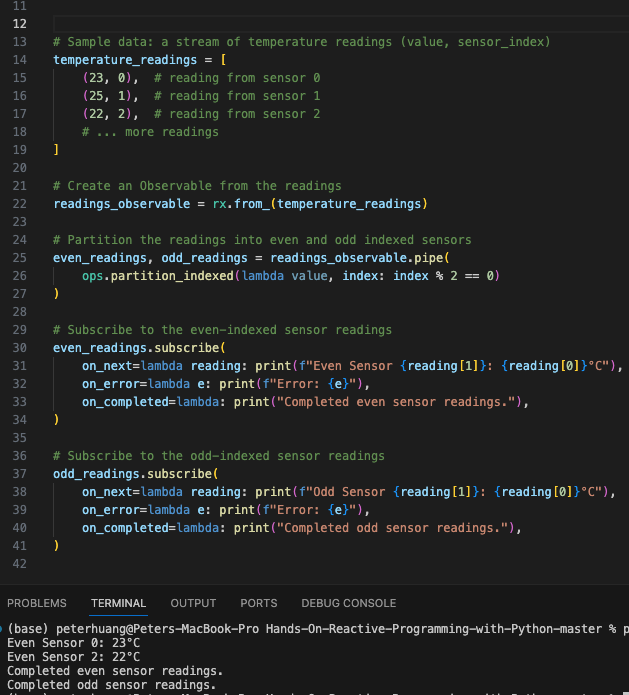 11
12
13 # Sample data: a stream of temperature readings (value, sensor_index)
14 temperature_readings = [
15     (23, 0),  # reading from sensor 0
16     (25, 1),  # reading from sensor 1
17     (22, 2),  # reading from sensor 2
18     # ... more readings
19 ]
20
21 # Create an Observable from the readings
22 readings_observable = rx.from_(temperature_readings)
23
24 # Partition the readings into even and odd indexed sensors
25 even_readings, odd_readings = readings_observable.pipe(
26     ops.partition_indexed(lambda value, index: index % 2 == 0)
27 )
28
29 # Subscribe to the even-indexed sensor readings
30 even_readings.subscribe(
31     on_next=lambda reading: print(f"Even Sensor {reading[1]}: {reading[0]}°C"),
32     on_error=lambda e: print(f"Error: {e}"),
33     on_completed=lambda: print("Completed even sensor readings."),
34 )
35
36 # Subscribe to the odd-indexed sensor readings
37 odd_readings.subscribe(
38     on_next=lambda reading: print(f"Odd Sensor {reading[1]}: {reading[0]}°C"),
39     on_error=lambda e: print(f"Error: {e}"),
40     on_completed=lambda: print("Completed odd sensor readings."),
41 )
42
PROBLEMS TERMINAL OUTPUT PORTS DEBUG CONSOLE
(base) peterhuang@Peters-MacBook-Pro Hands-On-Reactive-Programming-with-Python-master % p
Even Sensor 0: 23°C
Even Sensor 2: 22°C
Completed even sensor readings.
Completed odd sensor readings.